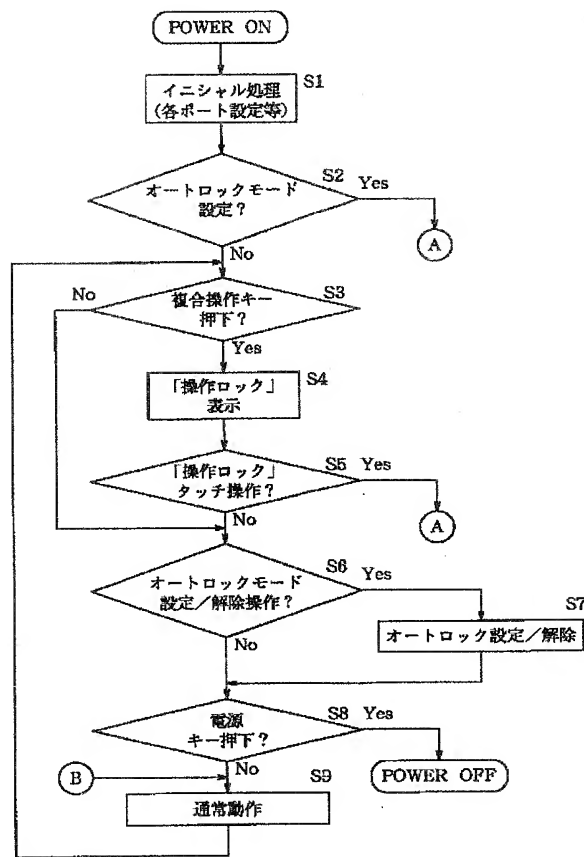 POWER ON
S1
イニシャル処理
(各ポート設定等)
S2
オートロックモード
設定？
Yes
A
No
No
S3
複合操作キー
押下？
Yes
S4
「操作ロック」
表示
S5
「操作ロック」
タッチ操作？
Yes
A
No
S6
オートロックモード
設定／解除操作？
Yes
S7
オートロック設定／解除
No
S8
電源
キー押下？
Yes
POWER OFF
B
No
S9
通常動作